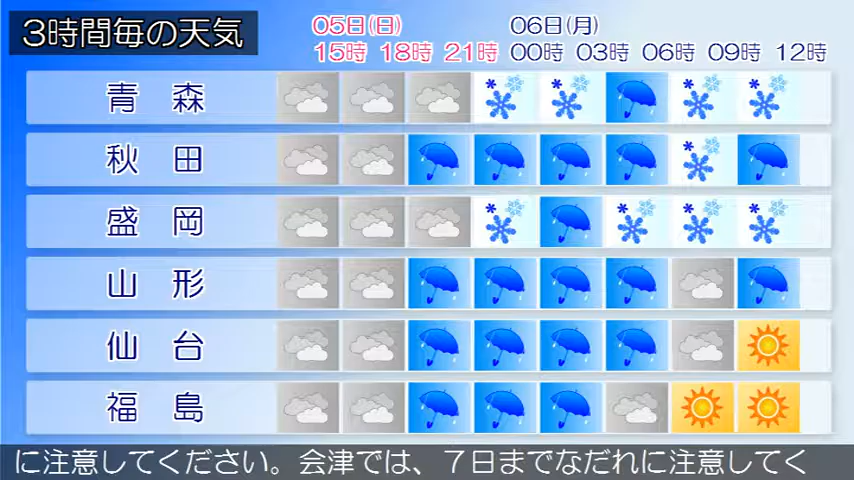 3時間毎の天気
05日(日) 06日(月)
15時 18時 21時 00時 03時 06時 09時 12時
青森
秋田
盛岡
山形
仙台
福島
に注意してください。会津では、7日までなだれに注意してく